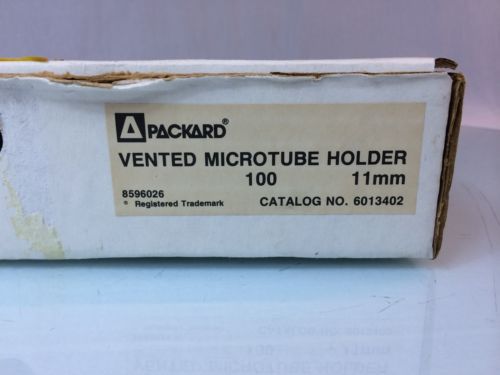 PACKARD®
VENTED MICROTUBE HOLDER
100 11mm
8596026
® Registered Trademark
CATALOG NO. 6013402